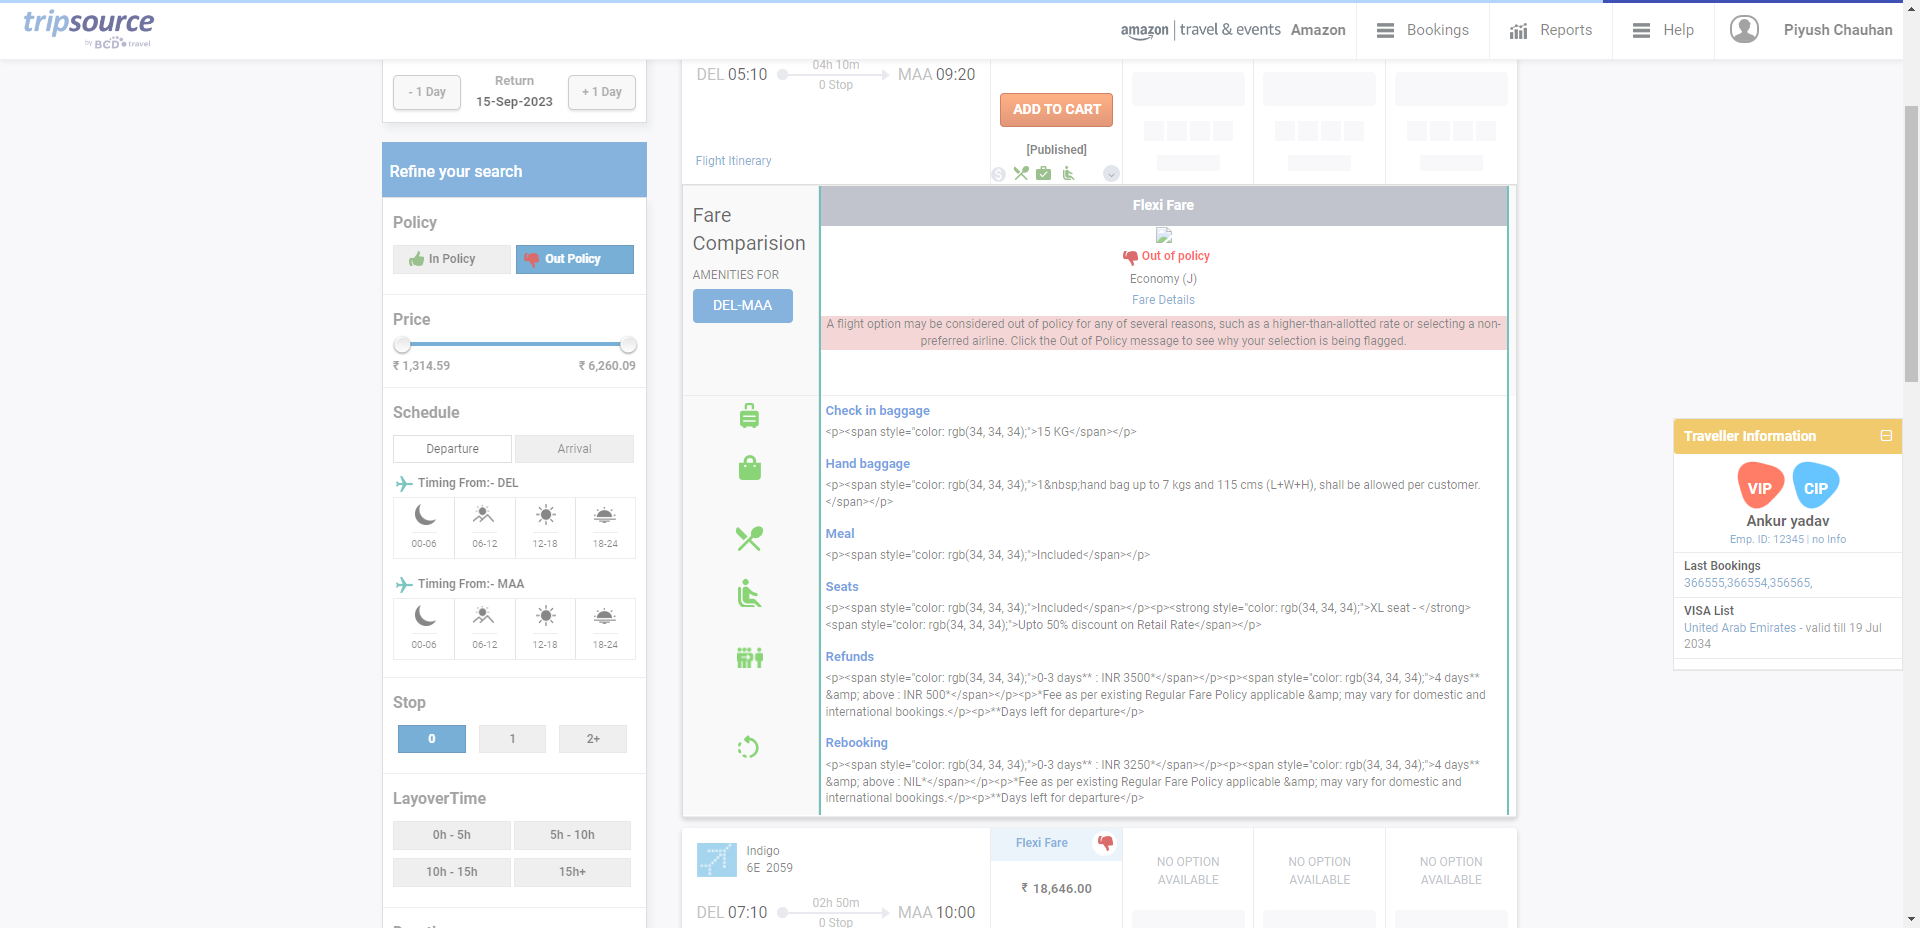 tripsource
by BCD travel
amazon | travel & events Amazon
Bookings
Reports
Help
Piyush Chauhan
- 1 Day
Return
15-Sep-2023
+ 1 Day
Refine your search
Policy
In Policy
Out Policy
Price
₹ 1,314.59
₹ 6,260.09
Schedule
Departure
Arrival
Timing From:- DEL
00-06
06-12
12-18
18-24
Timing From:- MAA
00-06
06-12
12-18
18-24
Stop
0
1
2+
LayoverTime
0h - 5h
5h - 10h
10h - 15h
15h+
DEL 05:10
04h 10m
0 Stop
MAA 09:20
Flight Itinerary
ADD TO CART
[Published]
Fare
Comparision
AMENITIES FOR
DEL-MAA
Flexi Fare
Out of policy
Economy (J)
Fare Details
A flight option may be considered out of policy for any of several reasons, such as a higher-than-allotted rate or selecting a non-
preferred airline. Click the Out of Policy message to see why your selection is being flagged.
Check in baggage
<p><span style="color: rgb(34, 34, 34);">15 KG</span></p>
Hand baggage
<p><span style="color: rgb(34, 34, 34);">1&nbsp;hand bag up to 7 kgs and 115 cms (L+W+H), shall be allowed per customer.
</span></p>
Meal
<p><span style="color: rgb(34, 34, 34);">Included</span></p>
Seats
<p><span style="color: rgb(34, 34, 34);">Included</span></p><p><strong style="color: rgb(34, 34, 34);">XL seat - </strong>
<span style="color: rgb(34, 34, 34);">Upto 50% discount on Retail Rate</span></p>
Refunds
<p><span style="color: rgb(34, 34, 34);">0-3 days** : INR 3500*</span></p><p><span style="color: rgb(34, 34, 34);">4 days**
&amp; above : INR 500*</span></p><p>*Fee as per existing Regular Fare Policy applicable &amp; may vary for domestic and
international bookings.</p><p>**Days left for departure</p>
Rebooking
<p><span style="color: rgb(34, 34, 34);">0-3 days** : INR 3250*</span></p><p><span style="color: rgb(34, 34, 34);">4 days**
&amp; above : NIL*</span></p><p>*Fee as per existing Regular Fare Policy applicable &amp; may vary for domestic and
international bookings.</p><p>**Days left for departure</p>
Indigo
6E 2059
DEL 07:10
02h 50m
0 Stop
MAA 10:00
Flexi Fare
₹ 18,646.00
NO OPTION
AVAILABLE
NO OPTION
AVAILABLE
NO OPTION
AVAILABLE
Traveller Information
VIP
CIP
Ankur yadav
Emp. ID: 12345 | no Info
Last Bookings
366555,366554,356565,
VISA List
United Arab Emirates - valid till 19 Jul
2034